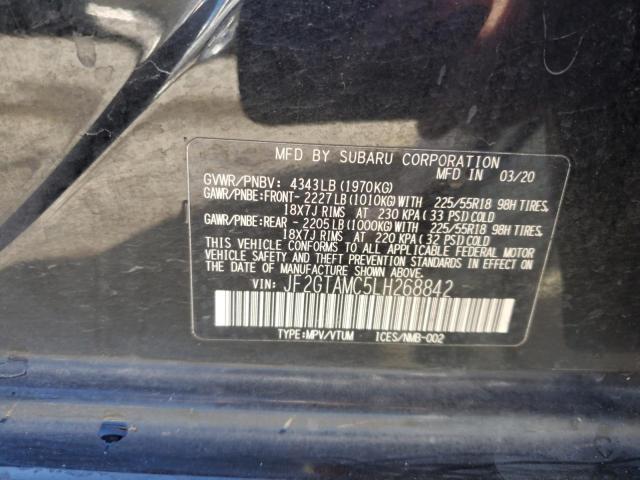 MFD BY SUBARU CORPORATION
MFD IN 03/20
GVWR/PNBV: 4343LB (1970KG)
GAWR/PNBE:FRONT-2227LB(1010KG)WITH 225/55R18 98H TIRES,
18X7J RIMS AT 230 KPA(33 PSI)COLD
GAWR/PNBE:REAR -2205LB(1000KG)WITH 225/55R18 98H TIRES,
18X7J RIMS AT 220 KPA(32 PSI)COLD
THIS VEHICLE CONFORMS TO ALL APPLICABLE FEDERAL MOTOR
VEHICLE SAFETY STANDARDS IN EFFECT ON THE DATE OF
MANUFACTURE SHOWN ABOVE.
VIN: JF2GTAMC5LH268842
TYPE:MPV/VTUM ICES/NMB-002